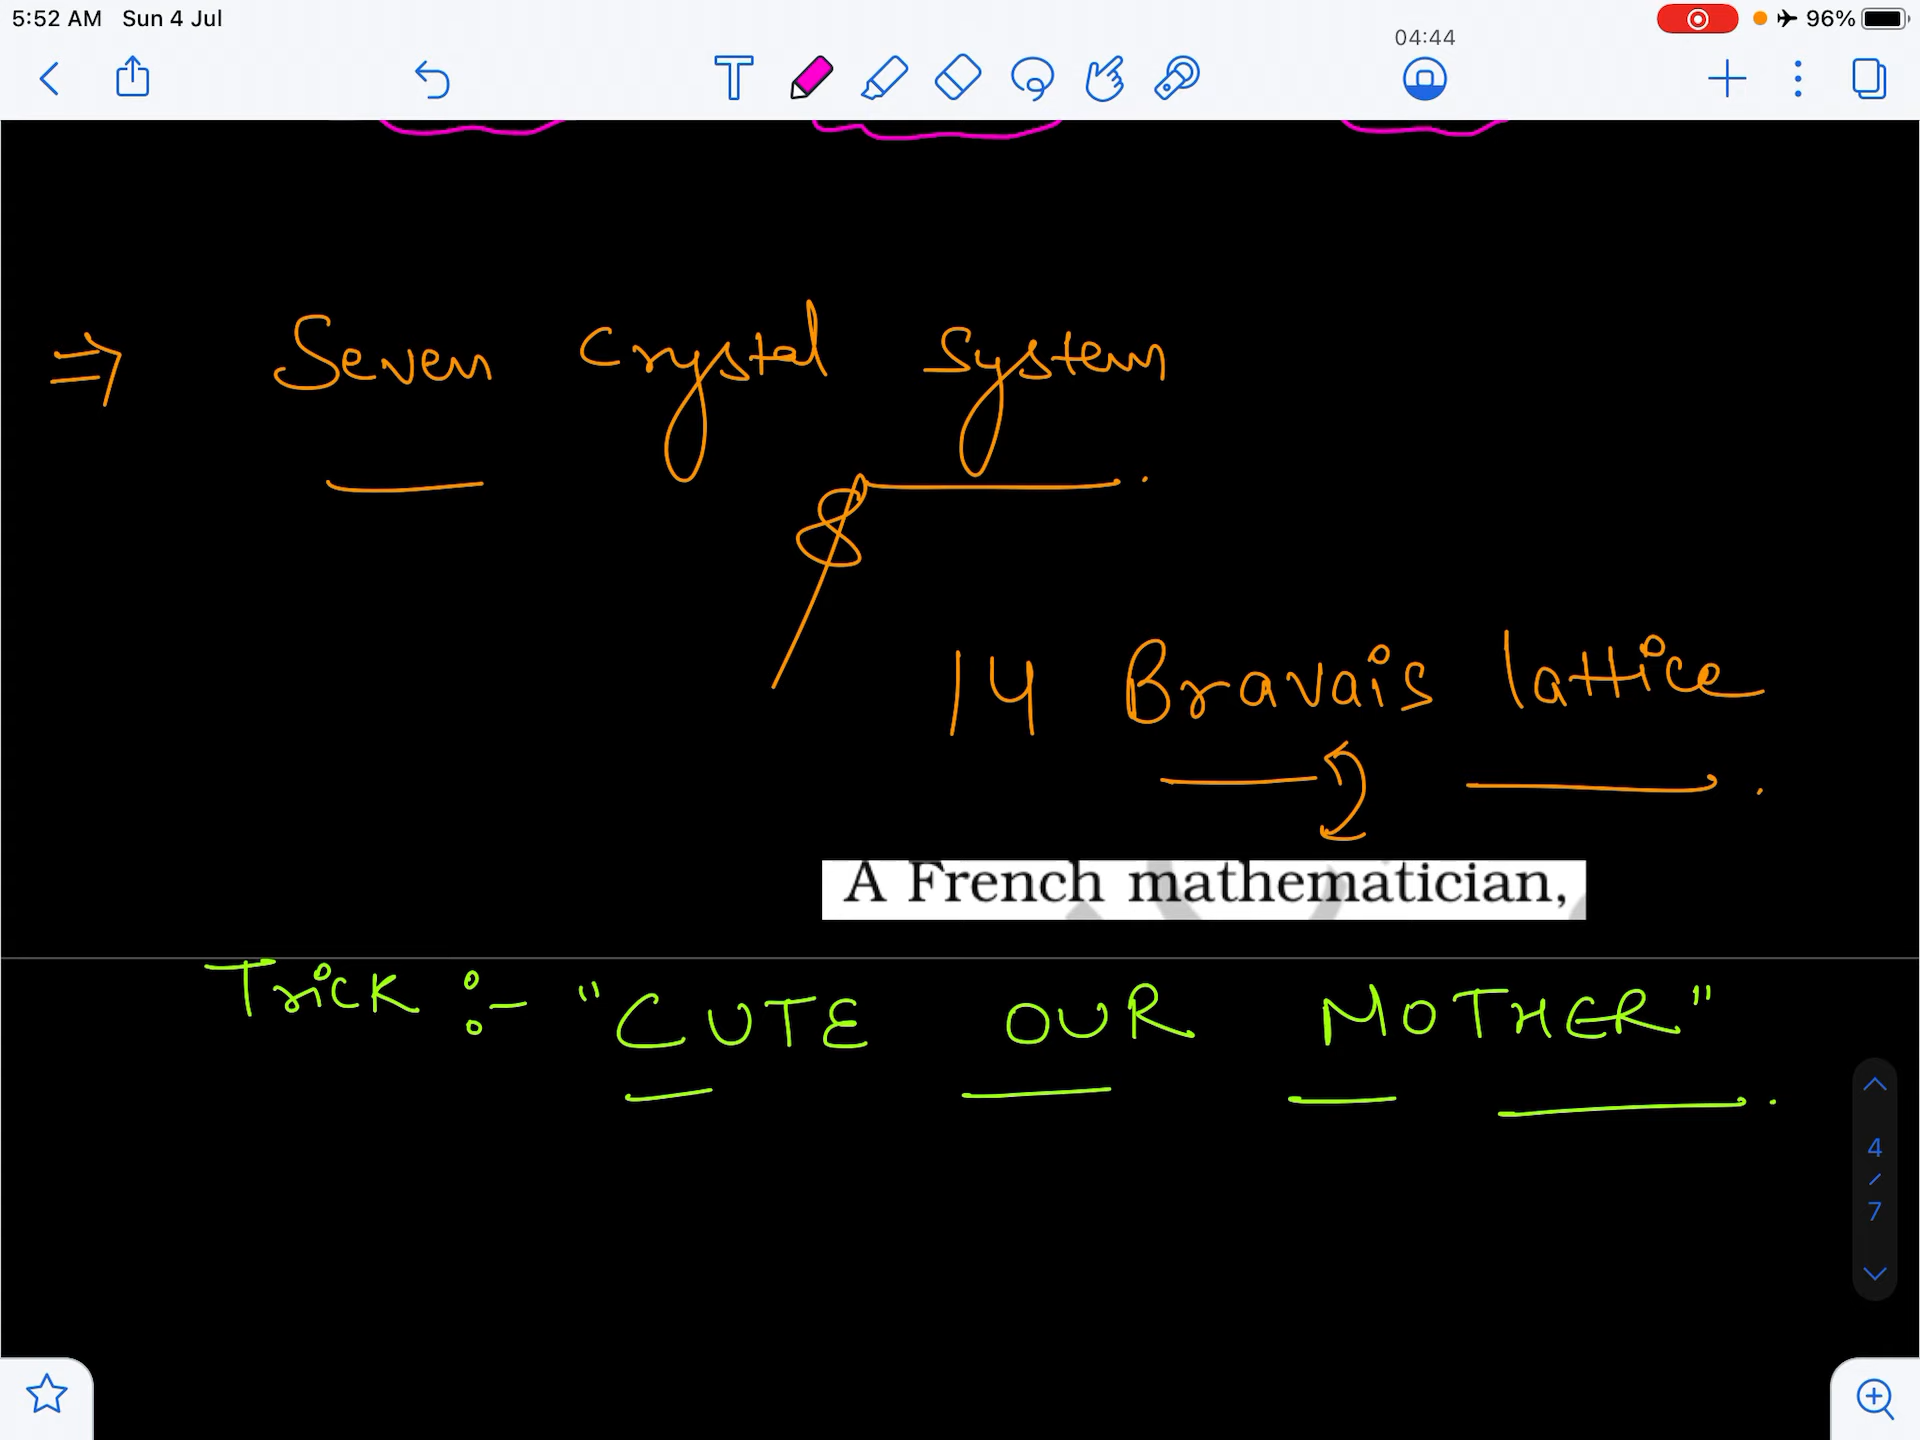 5:52 AM Sun 4 Jul
96%
04:44
T
⇒ Seven Crystal System
&
14 Bravais lattice
A French mathematician,
Trick :- "CUTE OUR MOTHER"
4
/
7